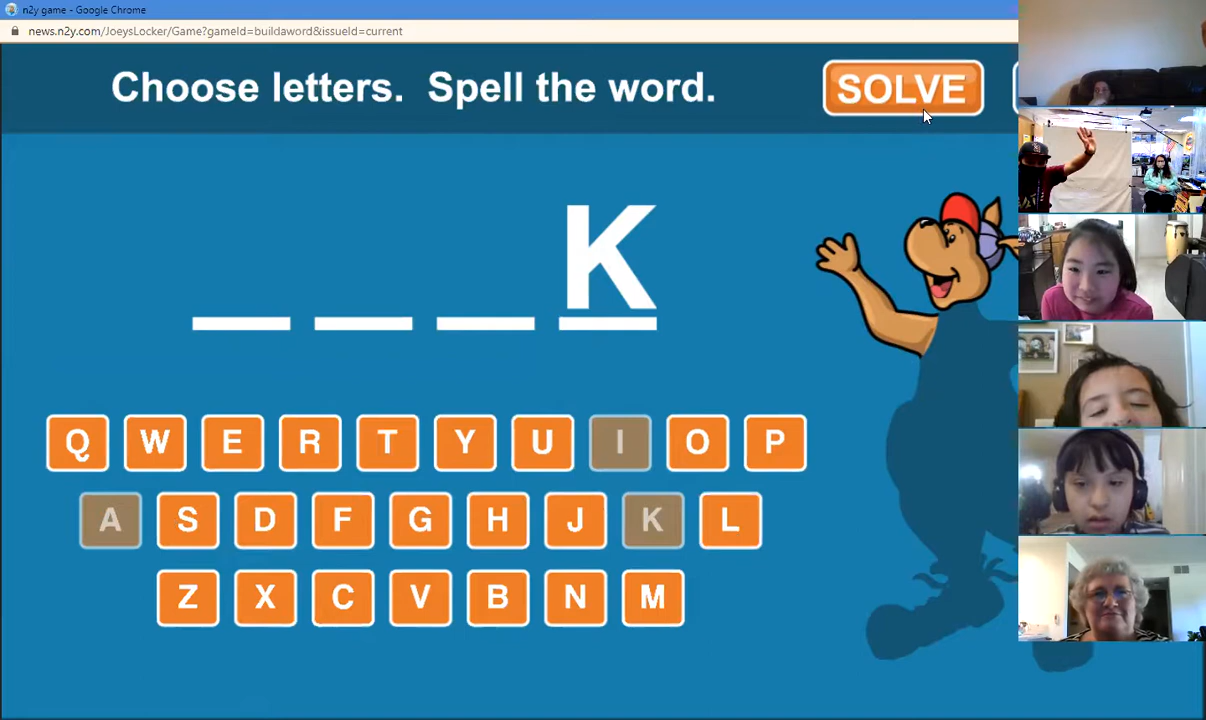 n2y game - Google Chrome
news.n2y.com/JoeysLocker/Game?gameId=buildaword&issueId=current
Choose letters. Spell the word. SOLVE
K
Q W E R T Y U I O P
A S D F G H J K L
Z X C V B N M